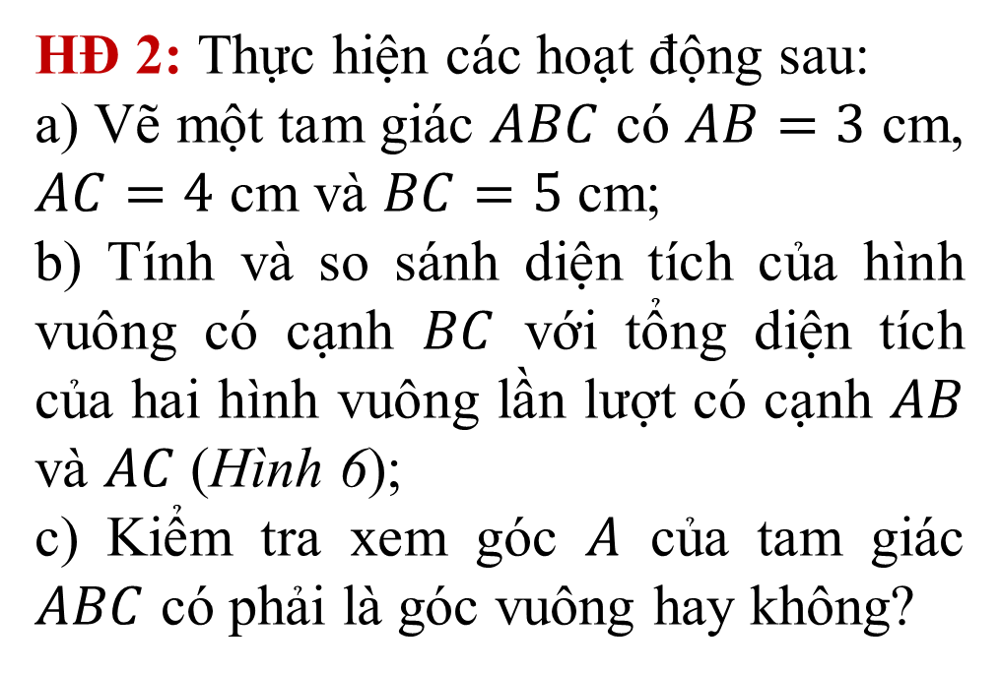 HĐ 2: Thực hiện các hoạt động sau:
a) Vẽ một tam giác ABC có AB = 3 cm,
AC = 4 cm và BC = 5 cm;
b) Tính và so sánh diện tích của hình
vuông có cạnh BC với tổng diện tích
của hai hình vuông lần lượt có cạnh AB
và AC (Hình 6);
c) Kiểm tra xem góc A của tam giác
ABC có phải là góc vuông hay không?